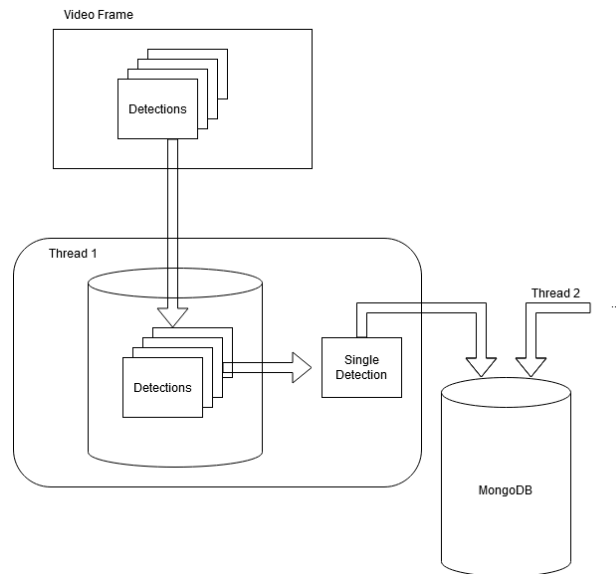 Video Frame
Detections
Thread 1
Detections
Single
Detection
Thread 2
...
MongoDB